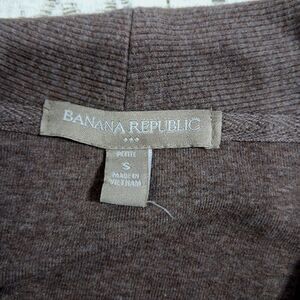 BANANA REPUBLIC
PETITE
S
MADE IN
VIETNAM